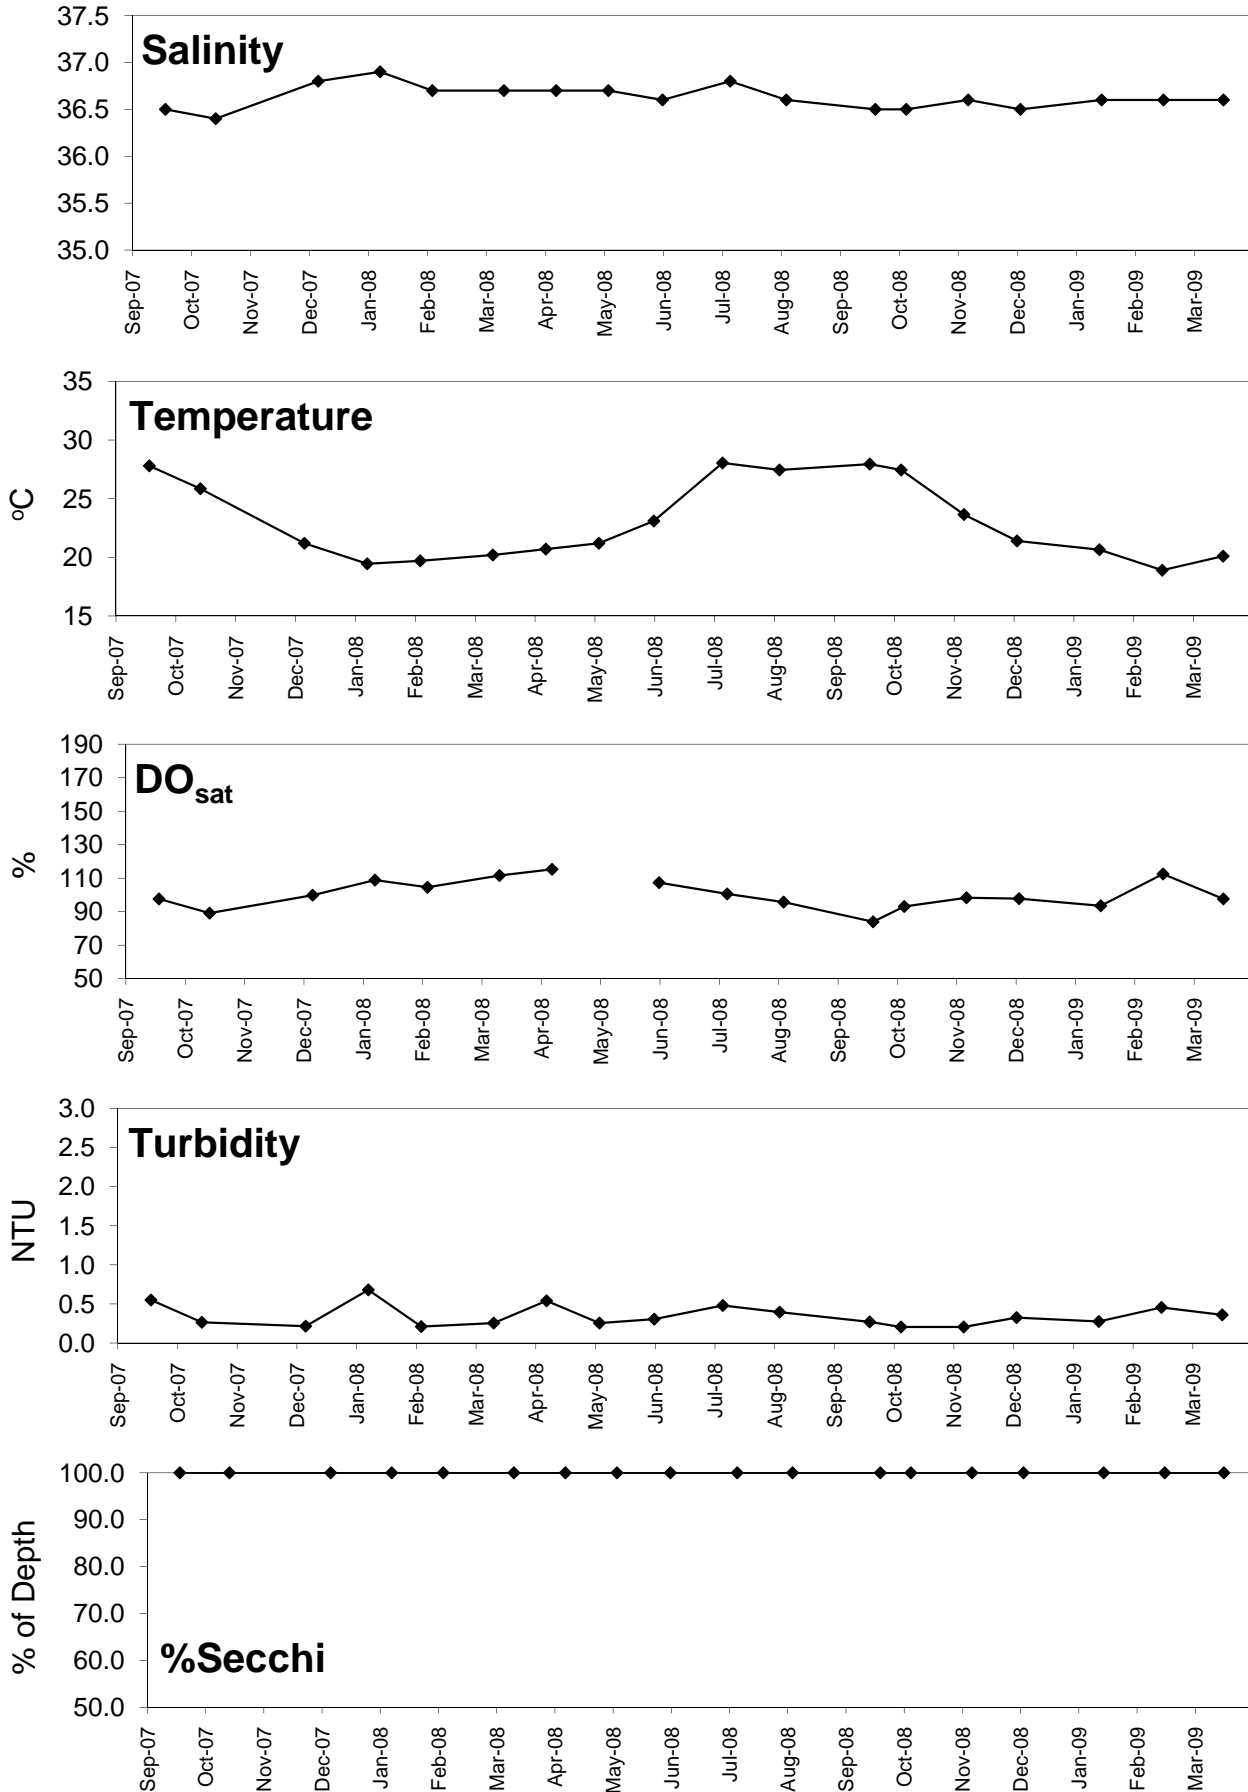 Salinity
37.5
37.0
36.5
36.0
35.5
35.0
Sep-07 Oct-07 Nov-07 Dec-07 Jan-08 Feb-08 Mar-08 Apr-08 May-08 Jun-08 Jul-08 Aug-08 Sep-08 Oct-08 Nov-08 Dec-08 Jan-09 Feb-09 Mar-09
Temperature
ºC
35
30
25
20
15
Sep-07 Oct-07 Nov-07 Dec-07 Jan-08 Feb-08 Mar-08 Apr-08 May-08 Jun-08 Jul-08 Aug-08 Sep-08 Oct-08 Nov-08 Dec-08 Jan-09 Feb-09 Mar-09
DOsat
%
190
170
150
130
110
90
70
50
Sep-07 Oct-07 Nov-07 Dec-07 Jan-08 Feb-08 Mar-08 Apr-08 May-08 Jun-08 Jul-08 Aug-08 Sep-08 Oct-08 Nov-08 Dec-08 Jan-09 Feb-09 Mar-09
Turbidity
NTU
3.0
2.5
2.0
1.5
1.0
0.5
0.0
Sep-07 Oct-07 Nov-07 Dec-07 Jan-08 Feb-08 Mar-08 Apr-08 May-08 Jun-08 Jul-08 Aug-08 Sep-08 Oct-08 Nov-08 Dec-08 Jan-09 Feb-09 Mar-09
% of Depth
100.0
90.0
80.0
70.0
60.0
50.0
%Secchi
Sep-07 Oct-07 Nov-07 Dec-07 Jan-08 Feb-08 Mar-08 Apr-08 May-08 Jun-08 Jul-08 Aug-08 Sep-08 Oct-08 Nov-08 Dec-08 Jan-09 Feb-09 Mar-09